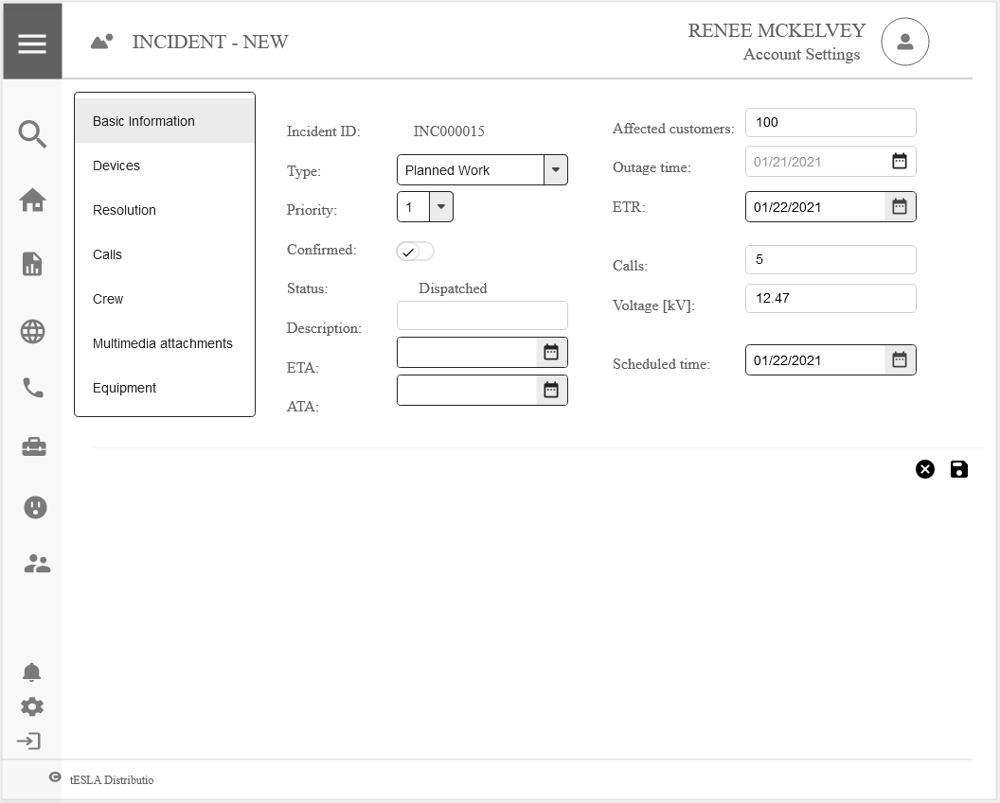 INCIDENT - NEW
RENEE MCKELVEY
Account Settings
Basic Information
Devices
Resolution
Calls
Crew
Multimedia attachments
Equipment
Incident ID: INC000015
Type: Planned Work
Priority: 1
Confirmed:
Status: Dispatched
Description:
ETA:
ATA:
Affected customers: 100
Outage time: 01/21/2021
ETR: 01/22/2021
Calls: 5
Voltage [kV]: 12.47
Scheduled time: 01/22/2021
© tESLA Distributio